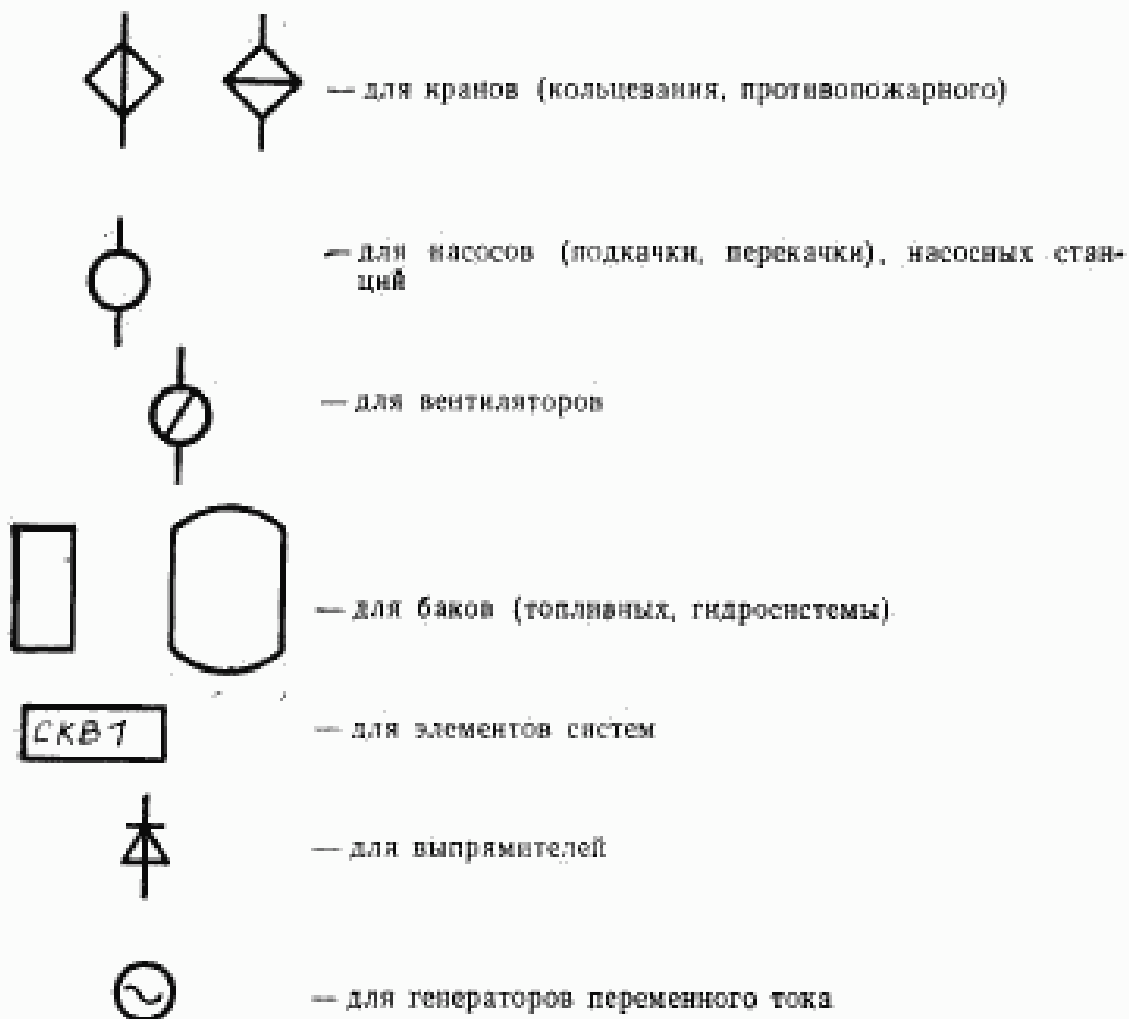 — для кранов (кольцевания, противопожарного)
— для насосов (подкачки, перекачки), насосных стан-
ций
— для вентиляторов
— для баков (топливных, гидросистемы)
СКВ1
— для элементов систем
— для выпрямителей
— для генераторов переменного тока